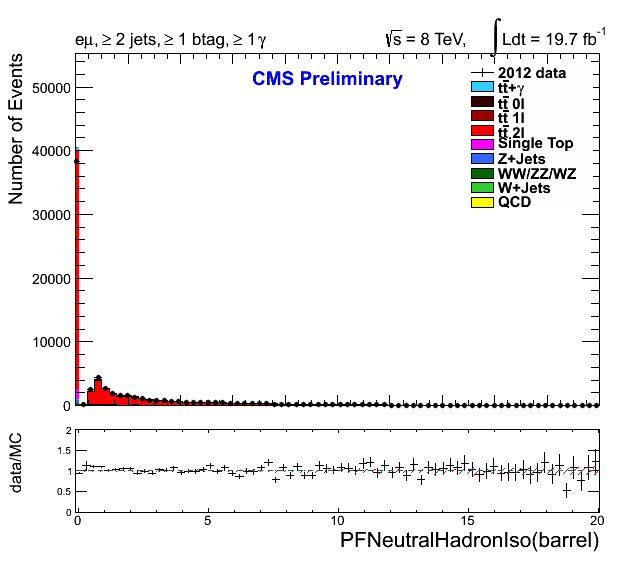 eμ, ≥ 2 jets, ≥ 1 btag, ≥ 1 γ
√s = 8 TeV, ∫ Ldt = 19.7 fb⁻¹
CMS Preliminary
2012 data
tt̄+γ
tt̄ 0l
tt̄ 1l
tt̄ 2l
Single Top
Z+Jets
WW/ZZ/WZ
W+Jets
QCD
Number of Events
50000
40000
30000
20000
10000
0
data/MC
2
1.5
1
0.5
0
0 5 10 15 20
PFNeutralHadronIso(barrel)